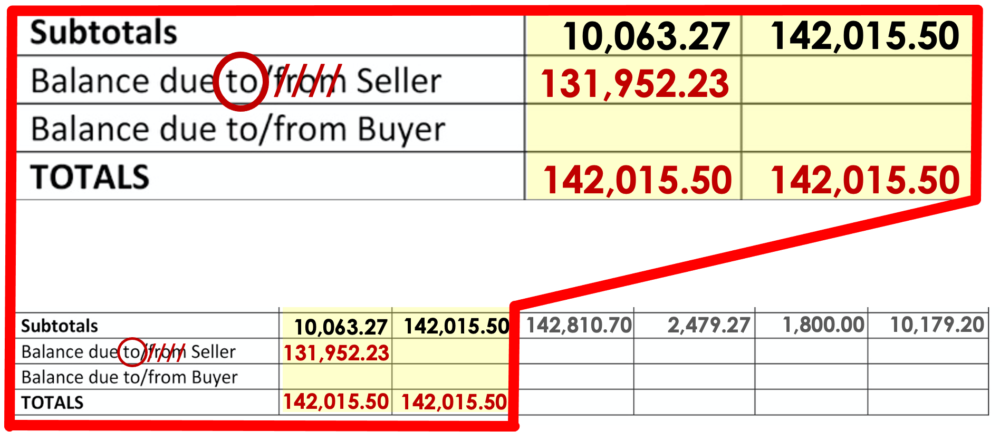 Subtotals 10,063.27 142,015.50
Balance due to/from Seller 131,952.23
Balance due to/from Buyer
TOTALS 142,015.50 142,015.50
Subtotals 10,063.27 142,015.50 142,810.70 2,479.27 1,800.00 10,179.20
Balance due to/from Seller 131,952.23
Balance due to/from Buyer
TOTALS 142,015.50 142,015.50